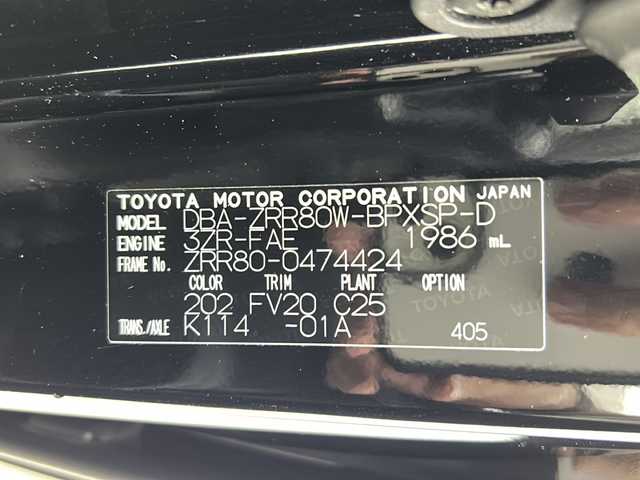 TOYOTA MOTOR CORPORATION JAPAN
MODEL DBA-ZRR80W-BPXSP-D
ENGINE 3ZR-FAE 1986 mL
FRAME No. ZRR80-0474424
COLOR TRIM PLANT OPTION
202 FV20 C25
TRANS./AXLE K114 -01A 405